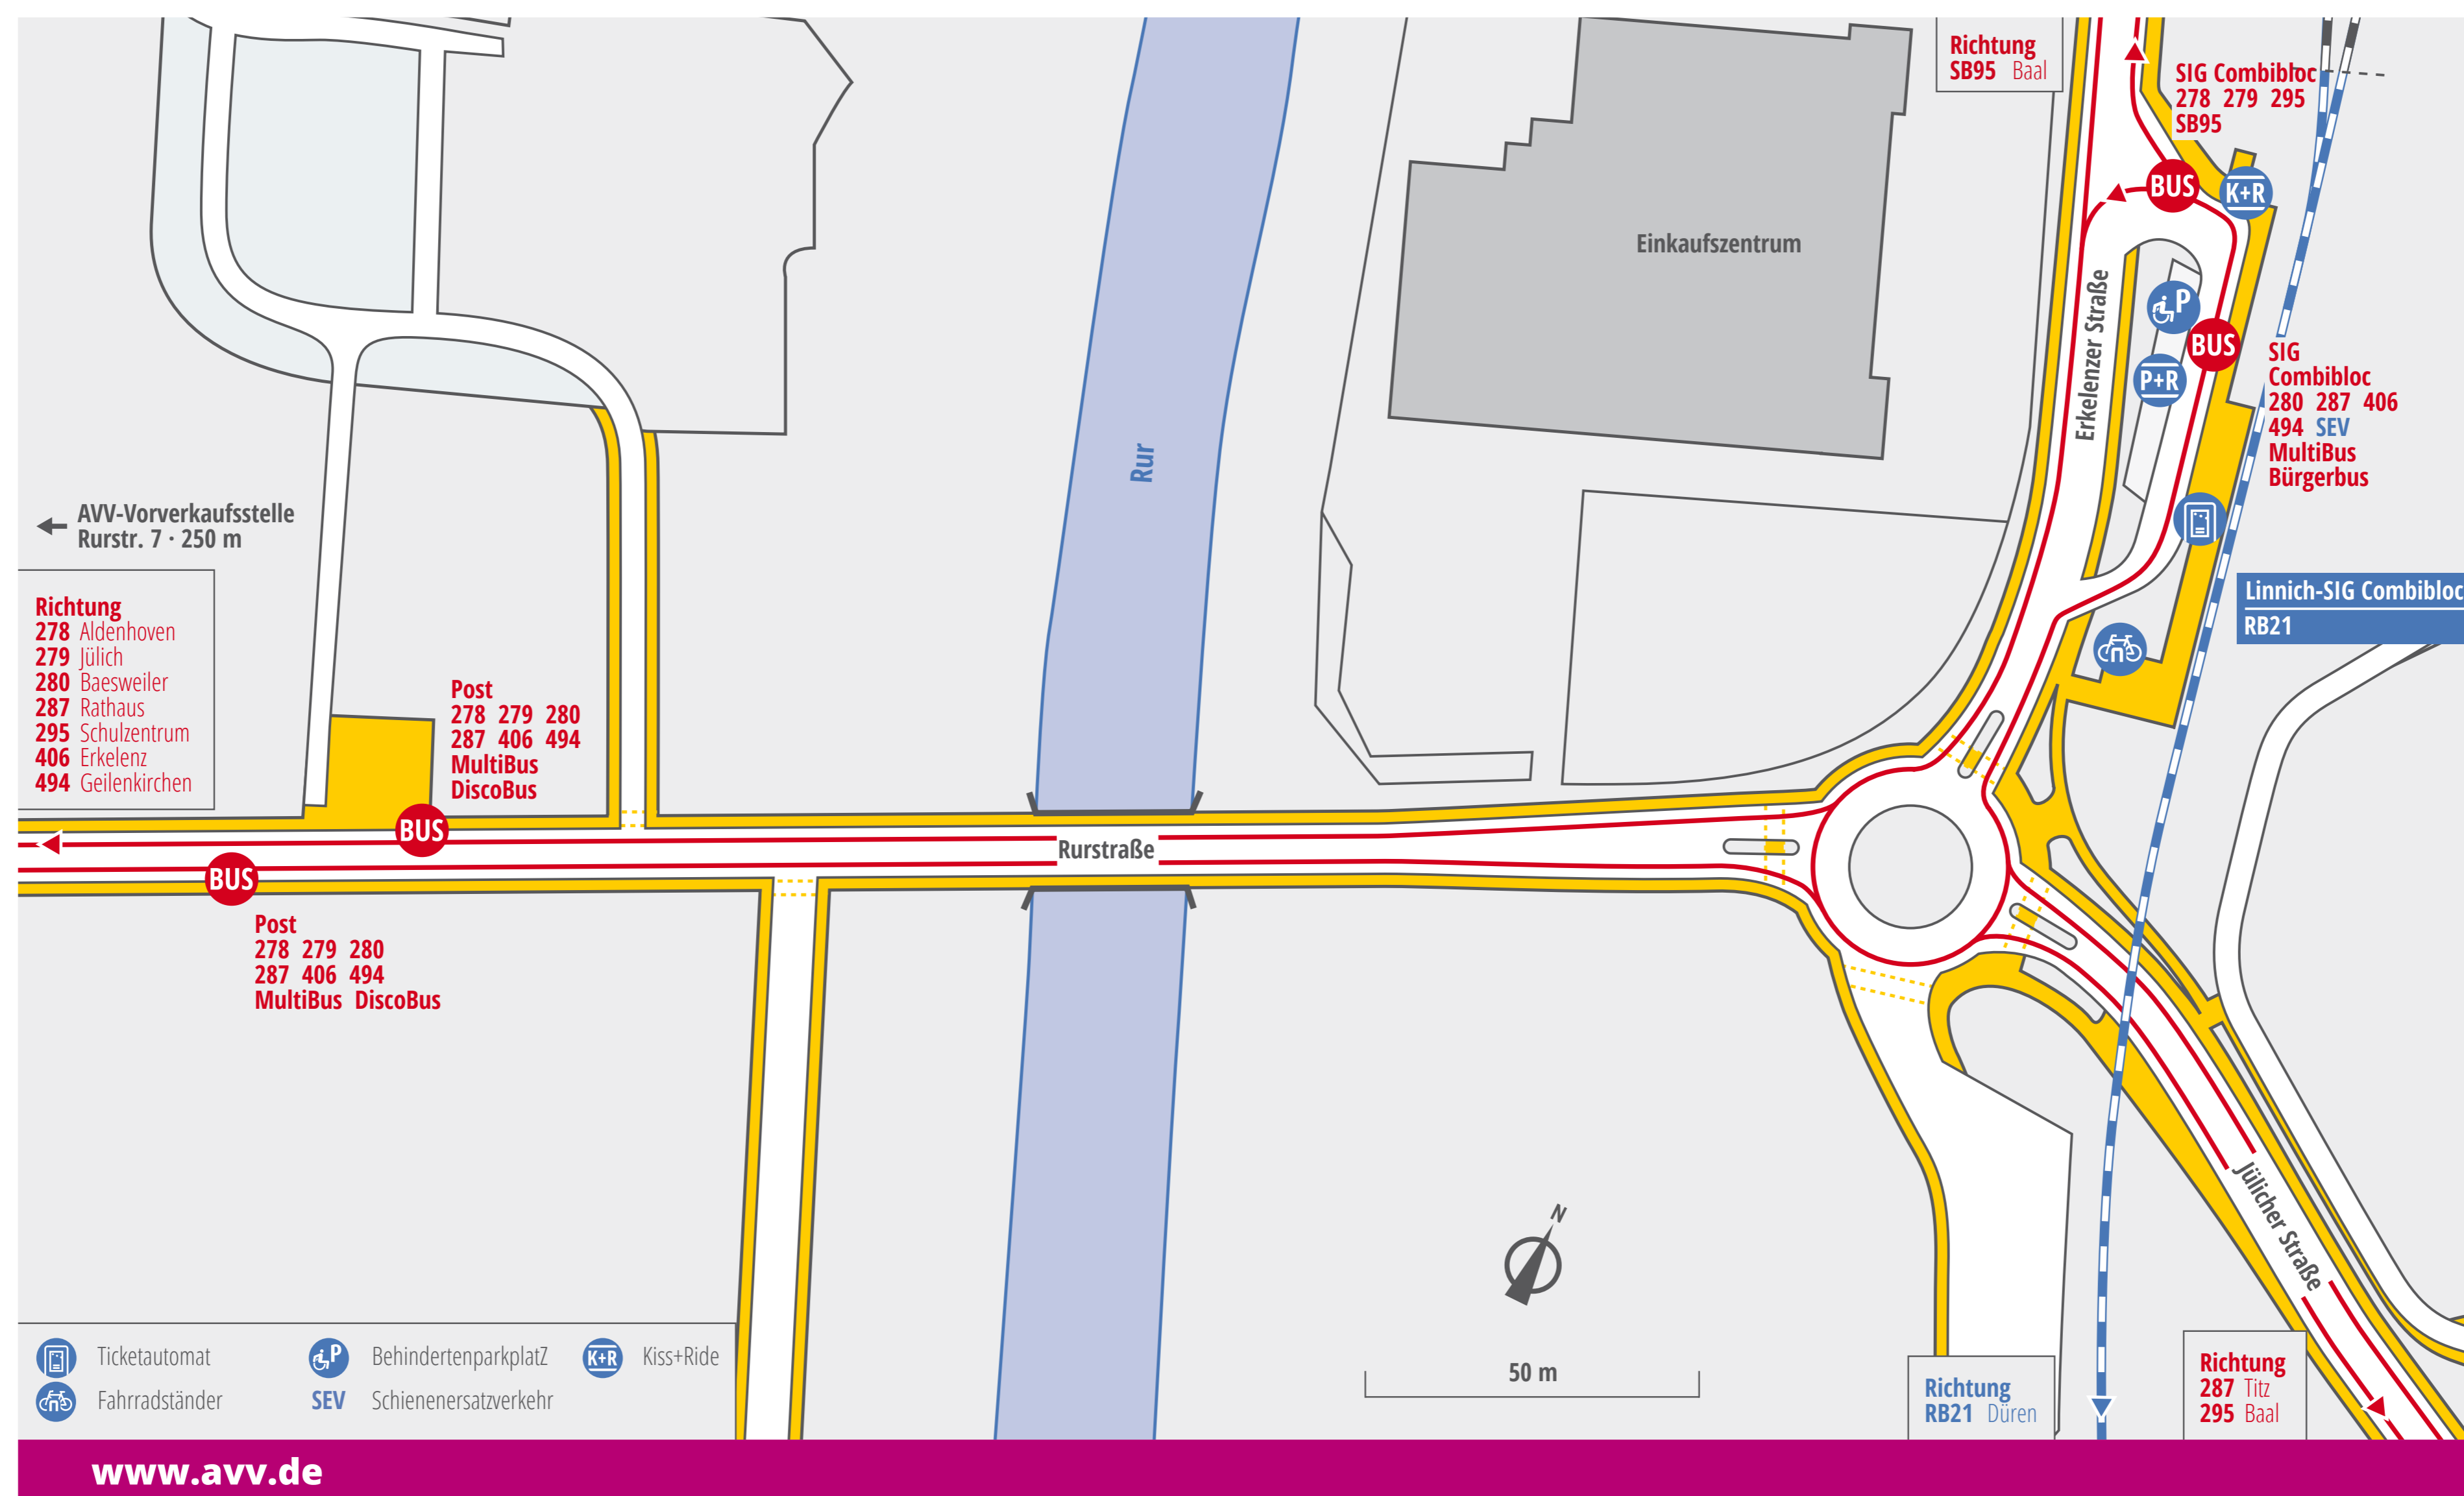 Richtung
SB95 Baal
SIG Combibloc
278 279 295
SB95
BUS
K+R
Einkaufszentrum
Erkelenzer Straße
P
BUS
P+R
SIG
Combibloc
280 287 406
494 SEV
MultiBus
Bürgerbus
Rur
AVV-Vorverkaufsstelle
Rurstr. 7 · 250 m
Linnich-SIG Combibloc
RB21
Richtung
278 Aldenhoven
279 Jülich
280 Baesweiler
287 Rathaus
295 Schulzentrum
406 Erkelenz
494 Geilenkirchen
Post
278 279 280
287 406 494
MultiBus
DiscoBus
BUS
Rurstraße
BUS
Post
278 279 280
287 406 494
MultiBus DiscoBus
Jülicher Straße
N
50 m
Ticketautomat
P BehindertenparkplatZ
K+R Kiss+Ride
Fahrradständer
SEV Schienenersatzverkehr
Richtung
RB21 Düren
Richtung
287 Titz
295 Baal
www.avv.de